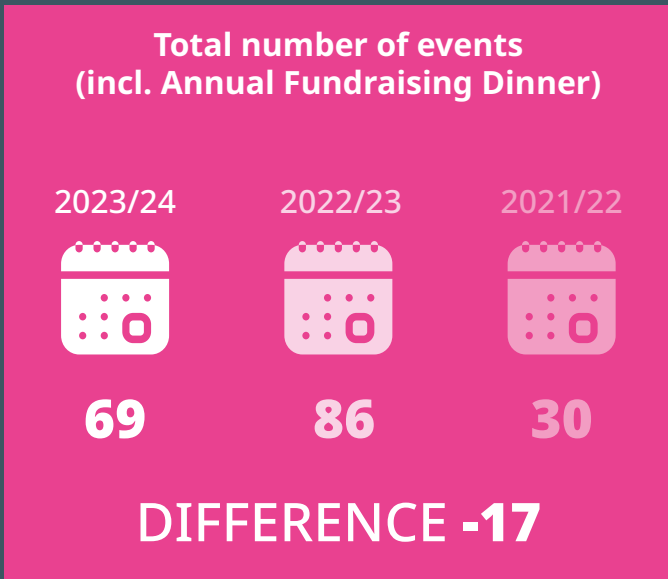 Total number of events
(incl. Annual Fundraising Dinner)
2023/24 2022/23 2021/22
69 86 30
DIFFERENCE -17